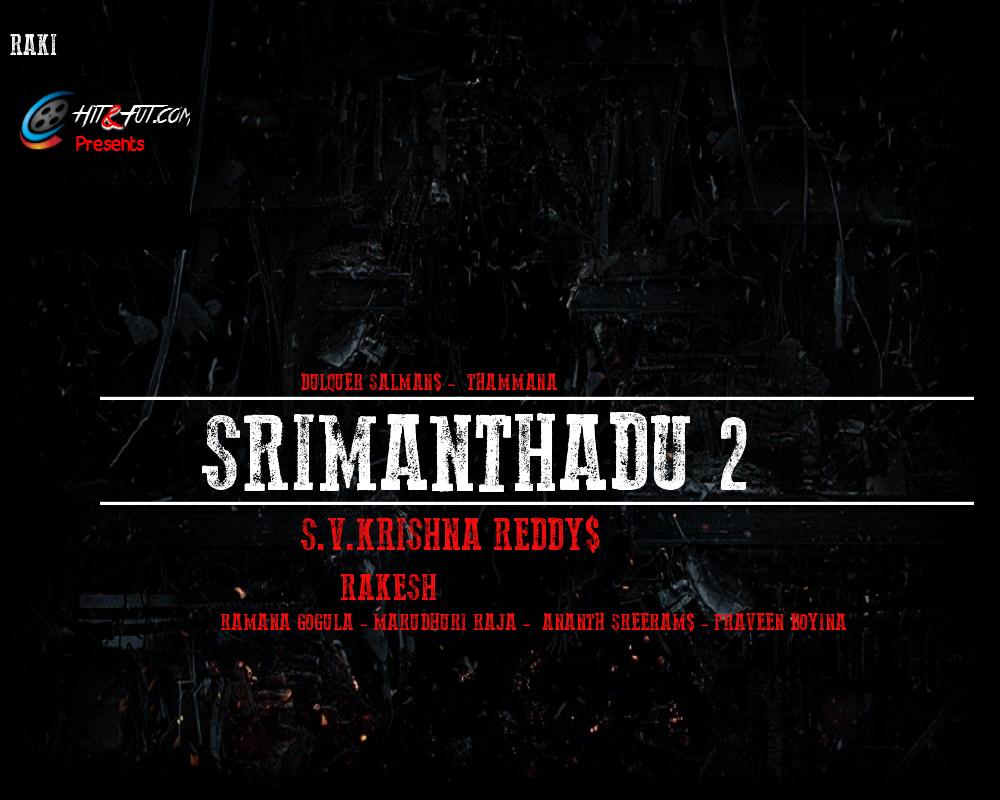 RAKI
HIT&FUT.COM
Presents
DULQUER SALMAN$ - THAMMANA
SRIMANTHADU 2
S.V.KRISHNA REDDY$
RAKESH
RAMANA GOGULA - MARUDHURI RAJA - ANANTH SREERAM$ - PRAVEEN BOYINA